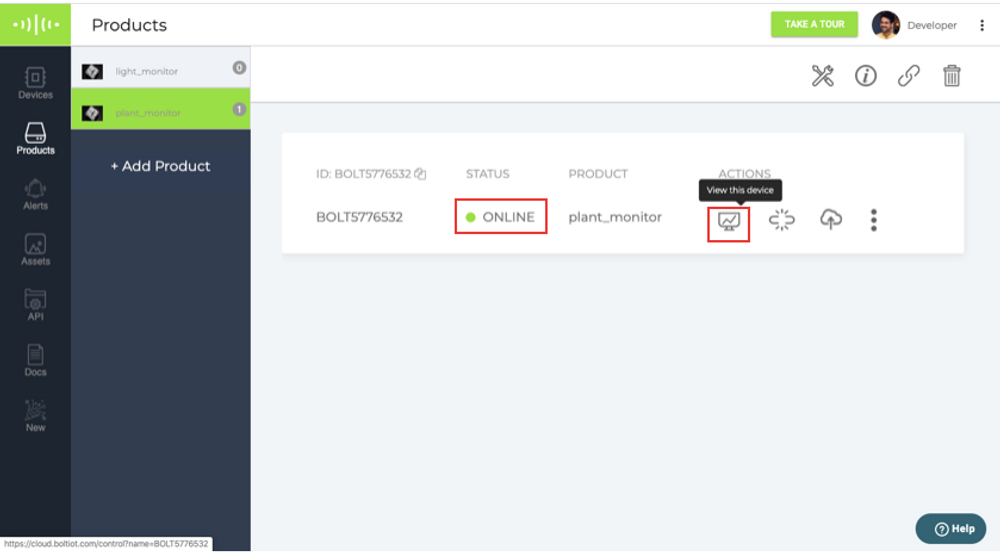 Products
TAKE A TOUR
Developer
Devices
Products
Alerts
Assets
API
Docs
New
light_monitor
0
plant_monitor
1
+ Add Product
ID: BOLT5776532
STATUS
PRODUCT
ACTIONS
View this device
BOLT5776532
ONLINE
plant_monitor
Help
https://cloud.boltiot.com/control?name=BOLT5776532